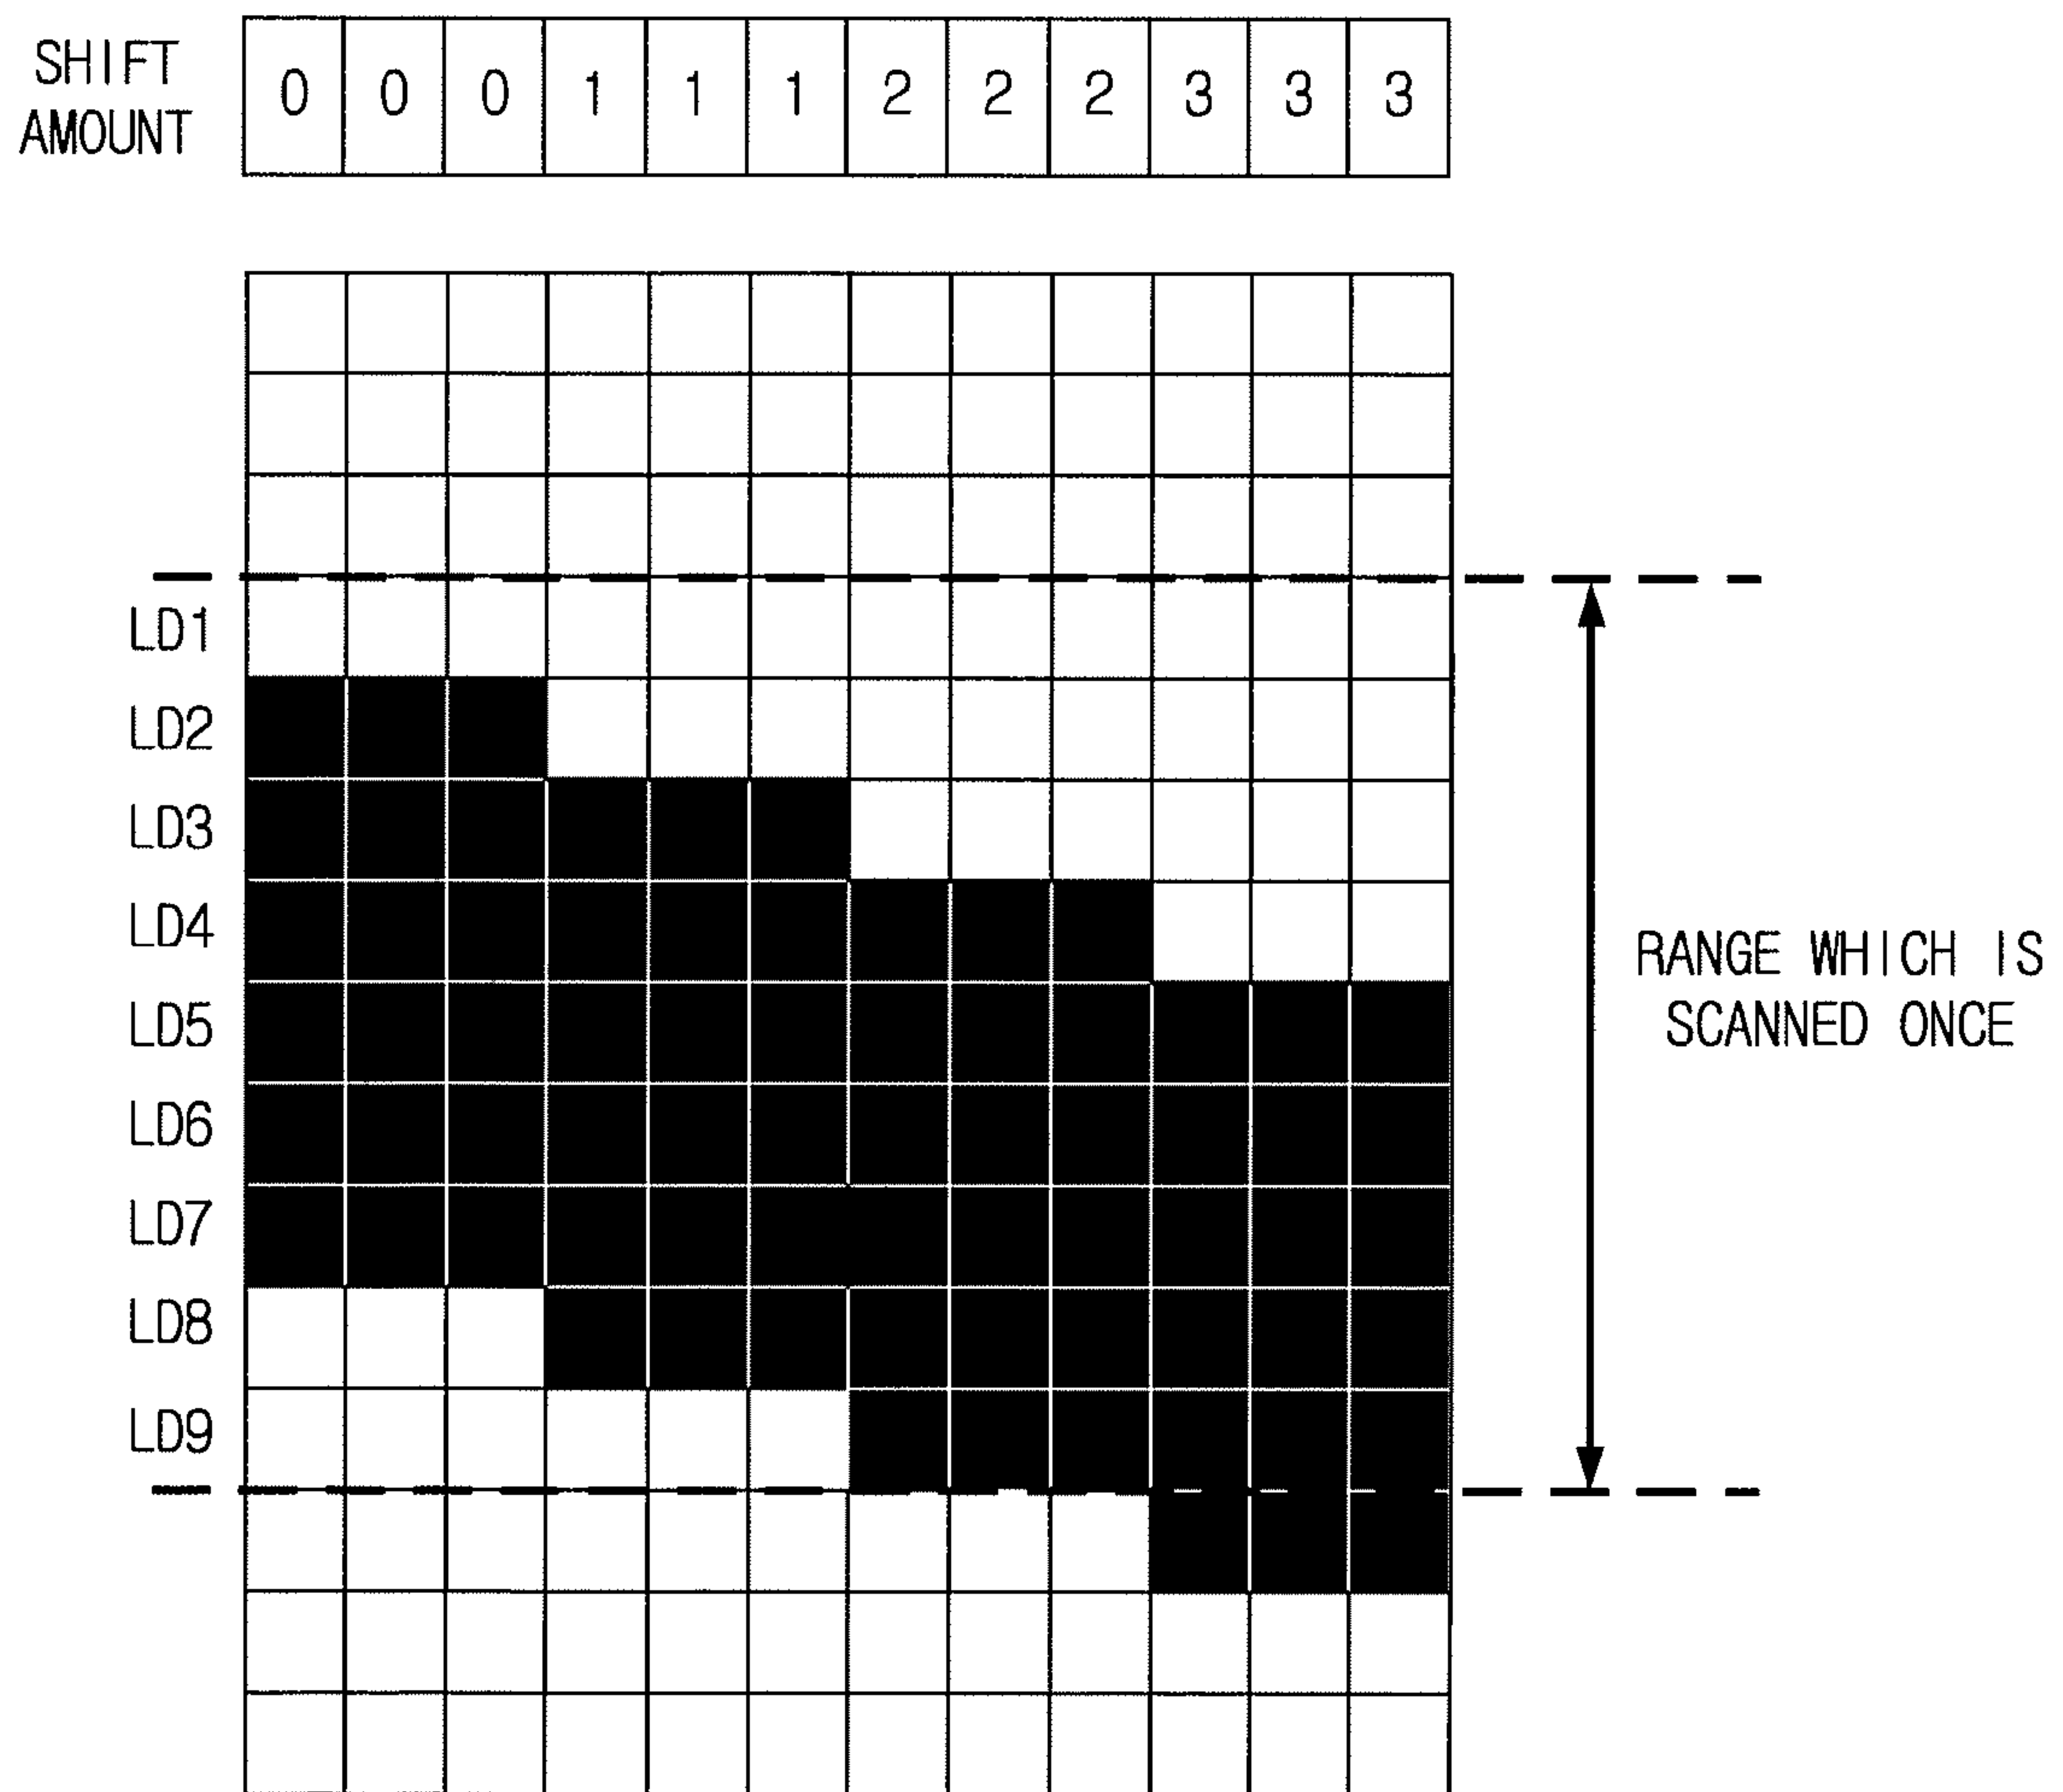 SHIFT
AMOUNT
0 0 0 1 1 1 2 2 2 3 3 3
LD1
LD2
LD3
LD4
LD5
LD6
LD7
LD8
LD9
RANGE WHICH IS
SCANNED ONCE